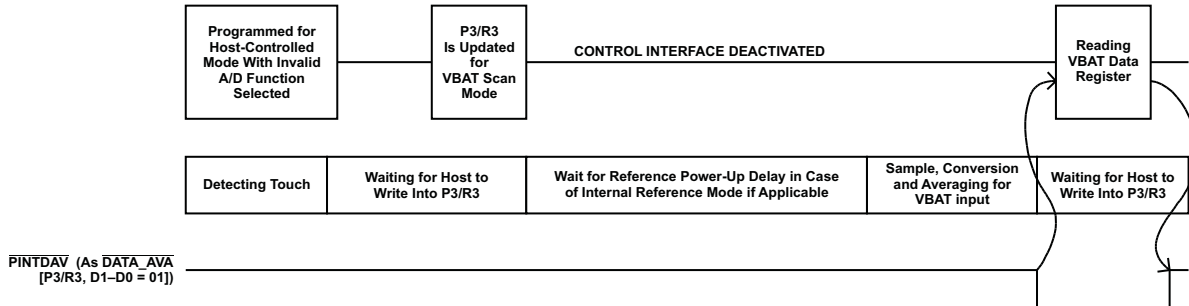 Programmed for
Host-Controlled
Mode With Invalid
A/D Function
Selected
P3/R3
Is Updated
for
VBAT Scan
Mode
CONTROL INTERFACE DEACTIVATED
Reading
VBAT Data
Register
Detecting Touch
Waiting for Host to
Write Into P3/R3
Wait for Reference Power-Up Delay in Case
of Internal Reference Mode if Applicable
Sample, Conversion
and Averaging for
VBAT input
Waiting for Host to
Write Into P3/R3
PINTDAV (As DATA_AVA
[P3/R3, D1–D0 = 01])